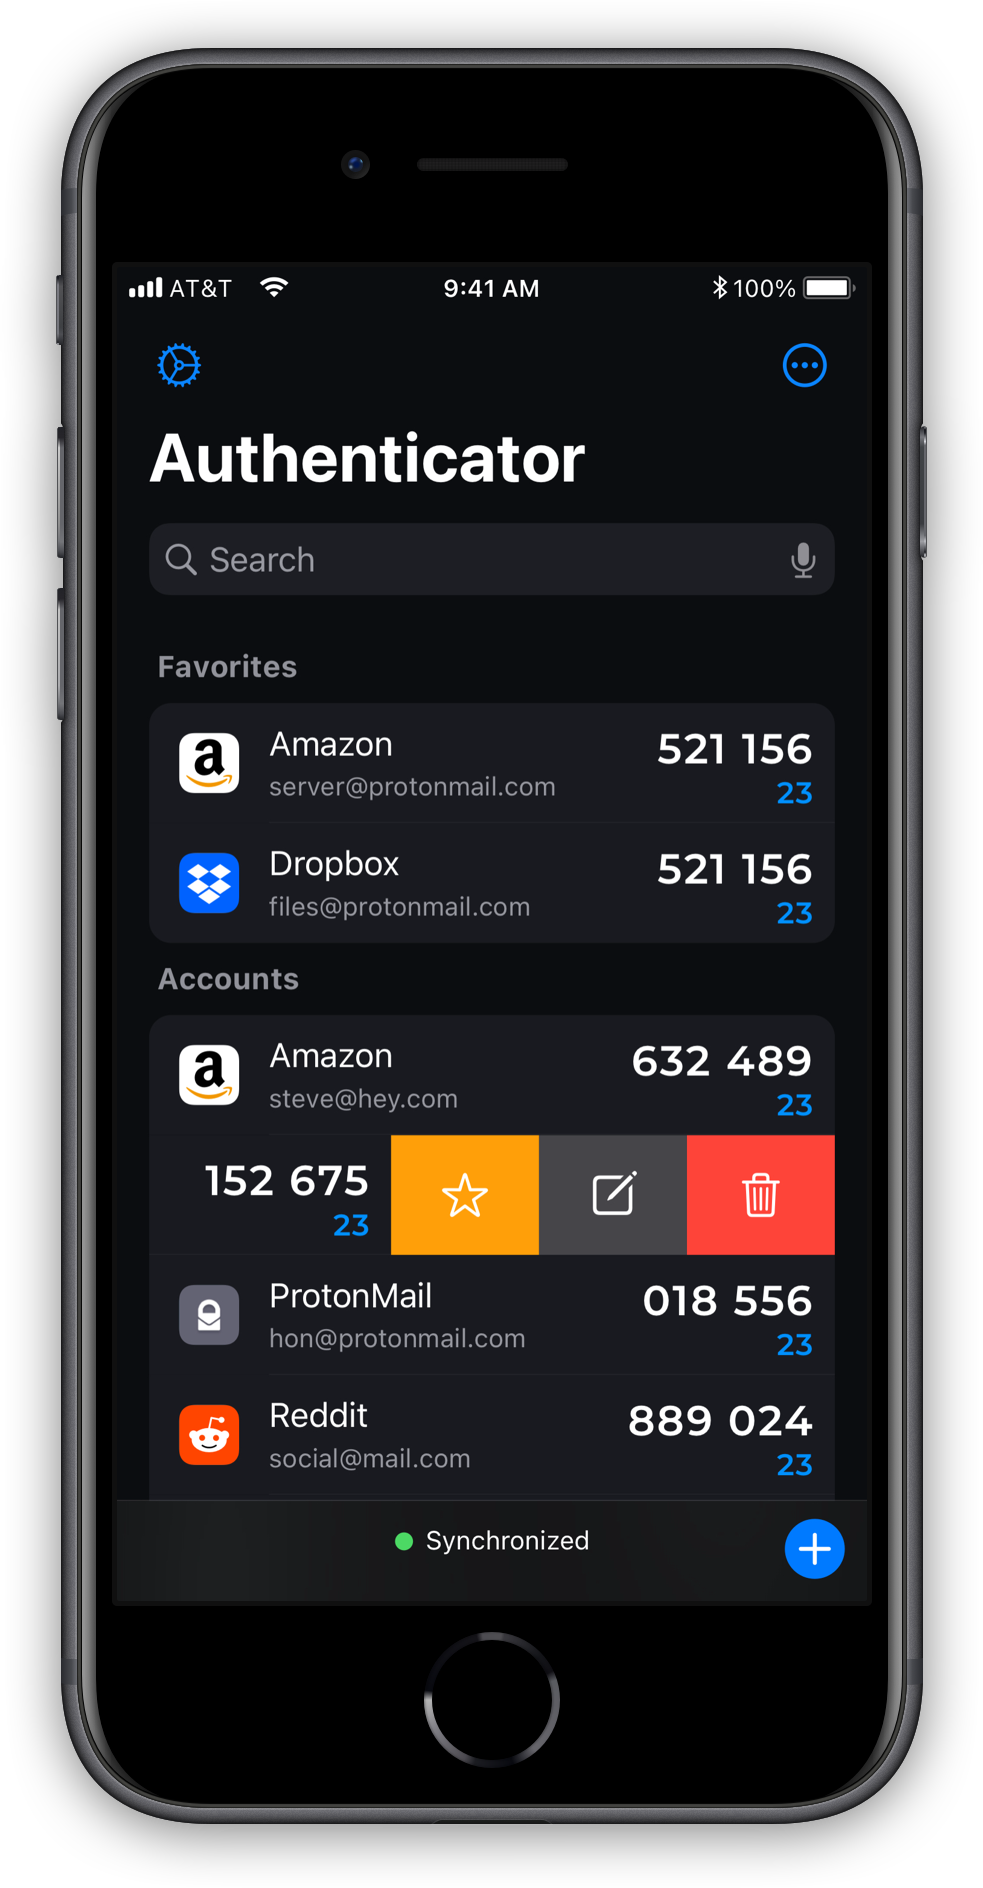 AT&T 9:41 AM 100%
Authenticator
Search
Favorites
Amazon 521 156
server@protonmail.com 23
Dropbox 521 156
files@protonmail.com 23
Accounts
Amazon 632 489
steve@hey.com 23
152 675
23
ProtonMail 018 556
hon@protonmail.com 23
Reddit 889 024
social@mail.com 23
Synchronized